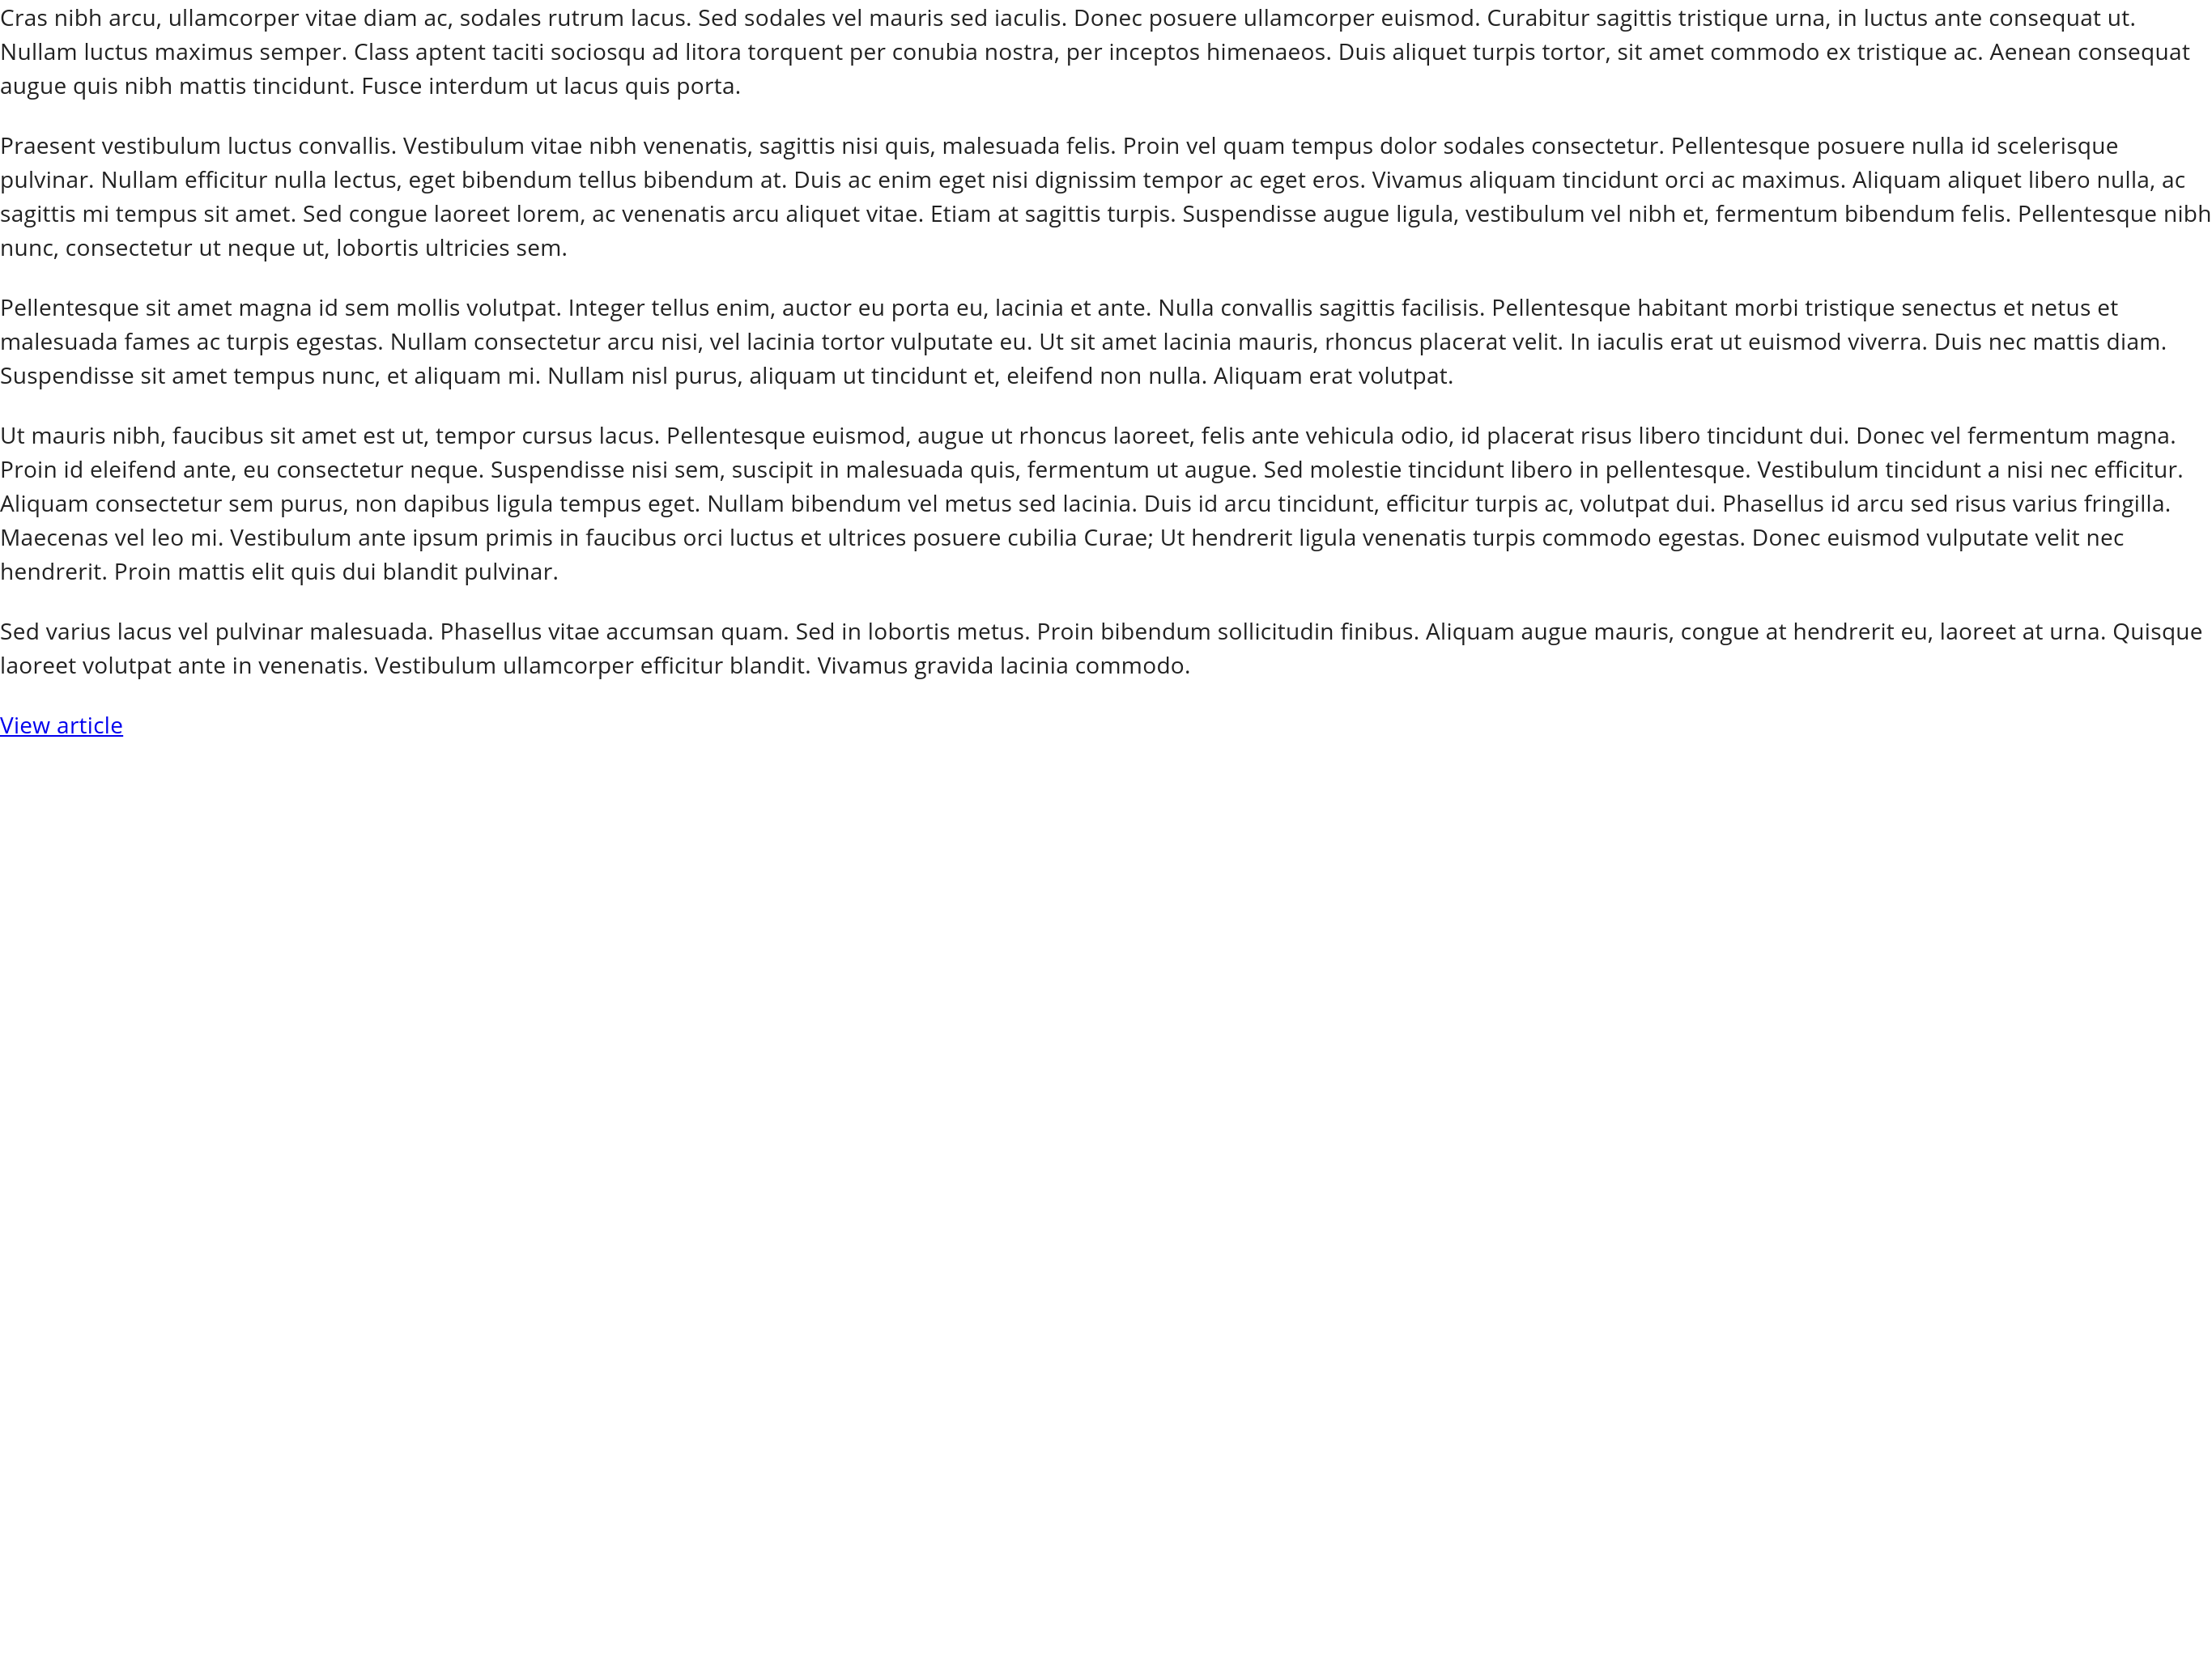 Cras nibh arcu, ullamcorper vitae diam ac, sodales rutrum lacus. Sed sodales vel mauris sed iaculis. Donec posuere ullamcorper euismod. Curabitur sagittis tristique urna, in luctus ante consequat ut.
Nullam luctus maximus semper. Class aptent taciti sociosqu ad litora torquent per conubia nostra, per inceptos himenaeos. Duis aliquet turpis tortor, sit amet commodo ex tristique ac. Aenean consequat
augue quis nibh mattis tincidunt. Fusce interdum ut lacus quis porta.
Praesent vestibulum luctus convallis. Vestibulum vitae nibh venenatis, sagittis nisi quis, malesuada felis. Proin vel quam tempus dolor sodales consectetur. Pellentesque posuere nulla id scelerisque
pulvinar. Nullam efficitur nulla lectus, eget bibendum tellus bibendum at. Duis ac enim eget nisi dignissim tempor ac eget eros. Vivamus aliquam tincidunt orci ac maximus. Aliquam aliquet libero nulla, ac
sagittis mi tempus sit amet. Sed congue laoreet lorem, ac venenatis arcu aliquet vitae. Etiam at sagittis turpis. Suspendisse augue ligula, vestibulum vel nibh et, fermentum bibendum felis. Pellentesque nibh
nunc, consectetur ut neque ut, lobortis ultricies sem.
Pellentesque sit amet magna id sem mollis volutpat. Integer tellus enim, auctor eu porta eu, lacinia et ante. Nulla convallis sagittis facilisis. Pellentesque habitant morbi tristique senectus et netus et
malesuada fames ac turpis egestas. Nullam consectetur arcu nisi, vel lacinia tortor vulputate eu. Ut sit amet lacinia mauris, rhoncus placerat velit. In iaculis erat ut euismod viverra. Duis nec mattis diam.
Suspendisse sit amet tempus nunc, et aliquam mi. Nullam nisl purus, aliquam ut tincidunt et, eleifend non nulla. Aliquam erat volutpat.
Ut mauris nibh, faucibus sit amet est ut, tempor cursus lacus. Pellentesque euismod, augue ut rhoncus laoreet, felis ante vehicula odio, id placerat risus libero tincidunt dui. Donec vel fermentum magna.
Proin id eleifend ante, eu consectetur neque. Suspendisse nisi sem, suscipit in malesuada quis, fermentum ut augue. Sed molestie tincidunt libero in pellentesque. Vestibulum tincidunt a nisi nec efficitur.
Aliquam consectetur sem purus, non dapibus ligula tempus eget. Nullam bibendum vel metus sed lacinia. Duis id arcu tincidunt, efficitur turpis ac, volutpat dui. Phasellus id arcu sed risus varius fringilla.
Maecenas vel leo mi. Vestibulum ante ipsum primis in faucibus orci luctus et ultrices posuere cubilia Curae; Ut hendrerit ligula venenatis turpis commodo egestas. Donec euismod vulputate velit nec
hendrerit. Proin mattis elit quis dui blandit pulvinar.
Sed varius lacus vel pulvinar malesuada. Phasellus vitae accumsan quam. Sed in lobortis metus. Proin bibendum sollicitudin finibus. Aliquam augue mauris, congue at hendrerit eu, laoreet at urna. Quisque
laoreet volutpat ante in venenatis. Vestibulum ullamcorper efficitur blandit. Vivamus gravida lacinia commodo.
View article